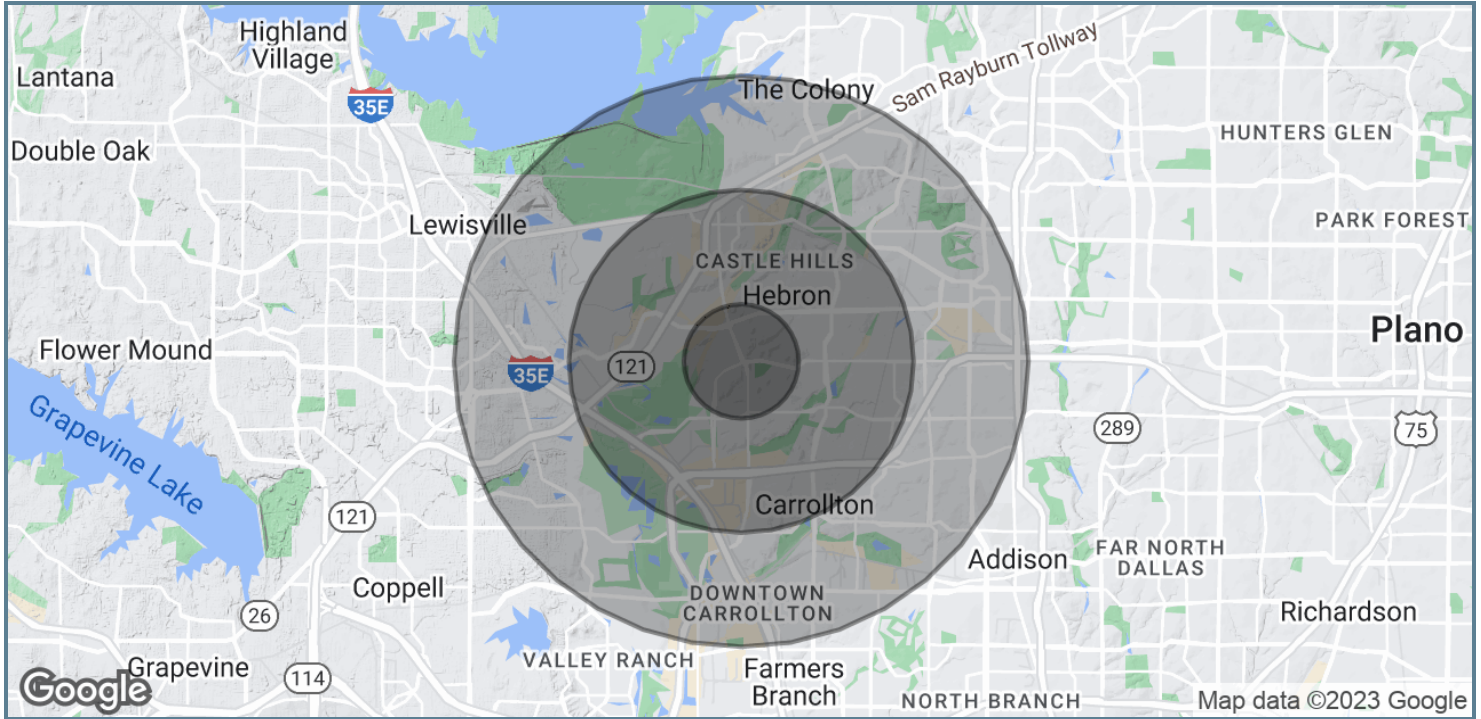 Highland
Village
Lantana
35E
The Colony
Sam Rayburn Tollway
HUNTERS GLEN
Double Oak
Lewisville
PARK FOREST
CASTLE HILLS
Hebron
Plano
Flower Mound
35E
121
Grapevine Lake
289
75
121
Carrollton
Addison
FAR NORTH
DALLAS
Coppell
26
DOWNTOWN
CARROLLTON
Richardson
Grapevine
114
VALLEY RANCH
Farmers
Branch
NORTH BRANCH
Google
Map data ©2023 Google